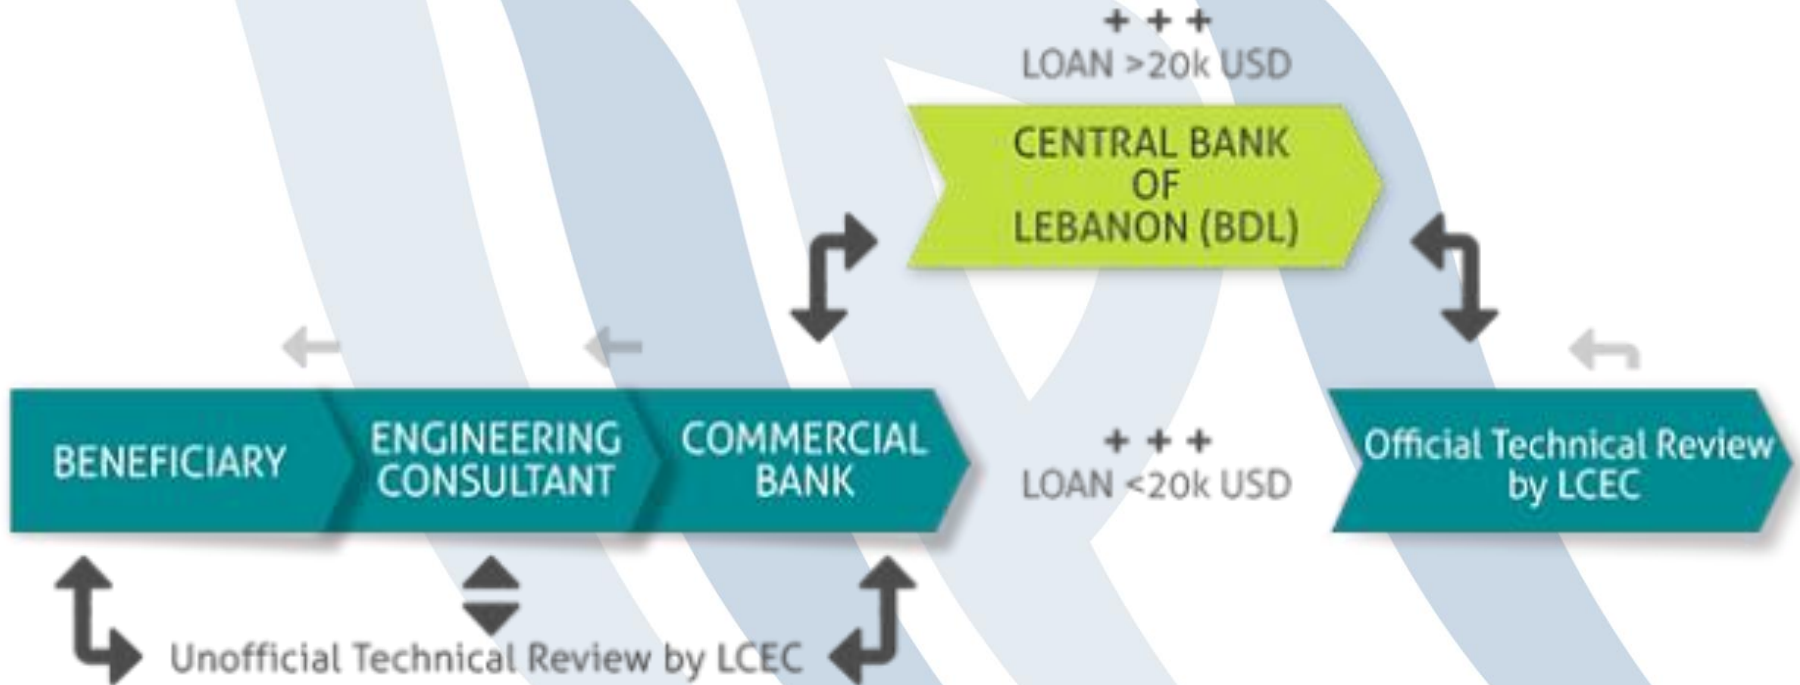 + + +
LOAN >20k USD
CENTRAL BANK
OF
LEBANON (BDL)
BENEFICIARY
ENGINEERING
CONSULTANT
COMMERCIAL
BANK
+ + +
LOAN <20k USD
Official Technical Review
by LCEC
Unofficial Technical Review by LCEC